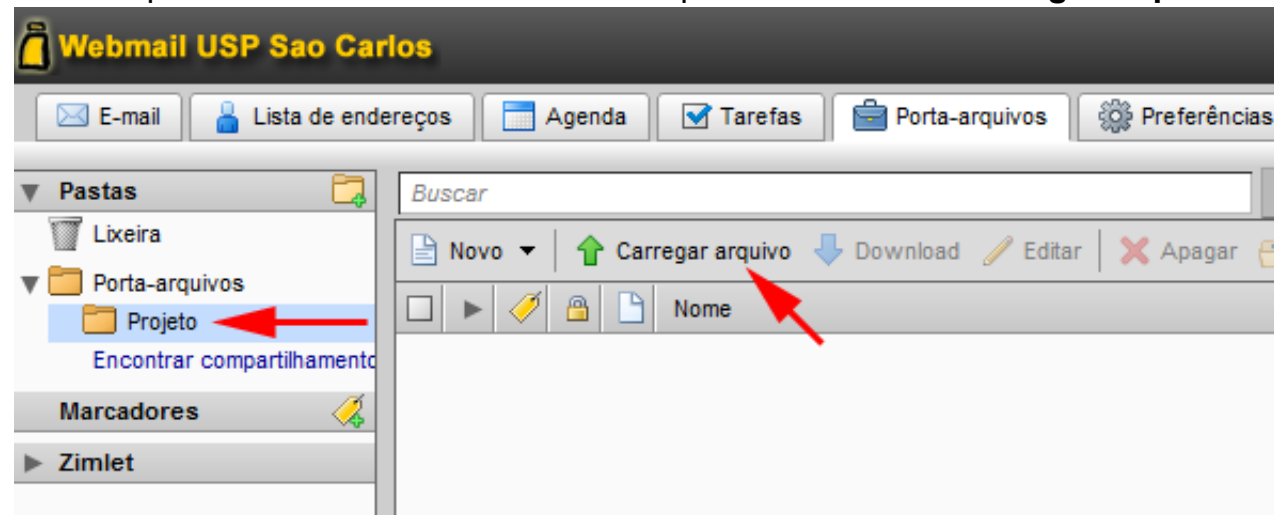 Webmail USP Sao Carlos
E-mail Lista de endereços Agenda Tarefas Porta-arquivos Preferências
Pastas
Buscar
Lixeira
Novo Carregar arquivo Download Editar Apagar
Porta-arquivos
Nome
Projeto
Encontrar compartilhamento
Marcadores
Zimlet